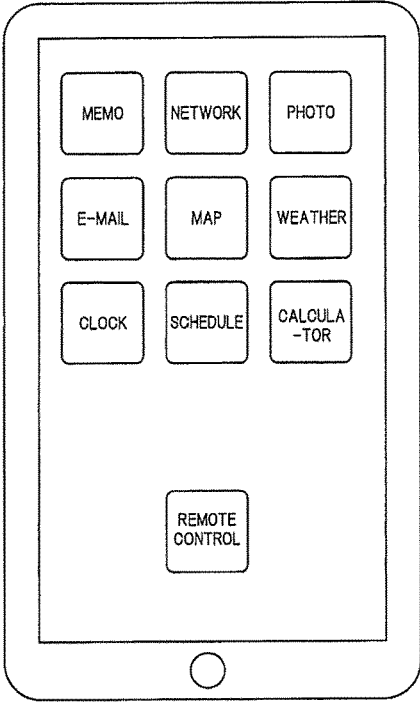 MEMO
NETWORK
PHOTO
E-MAIL
MAP
WEATHER
CLOCK
SCHEDULE
CALCULA
-TOR
REMOTE
CONTROL